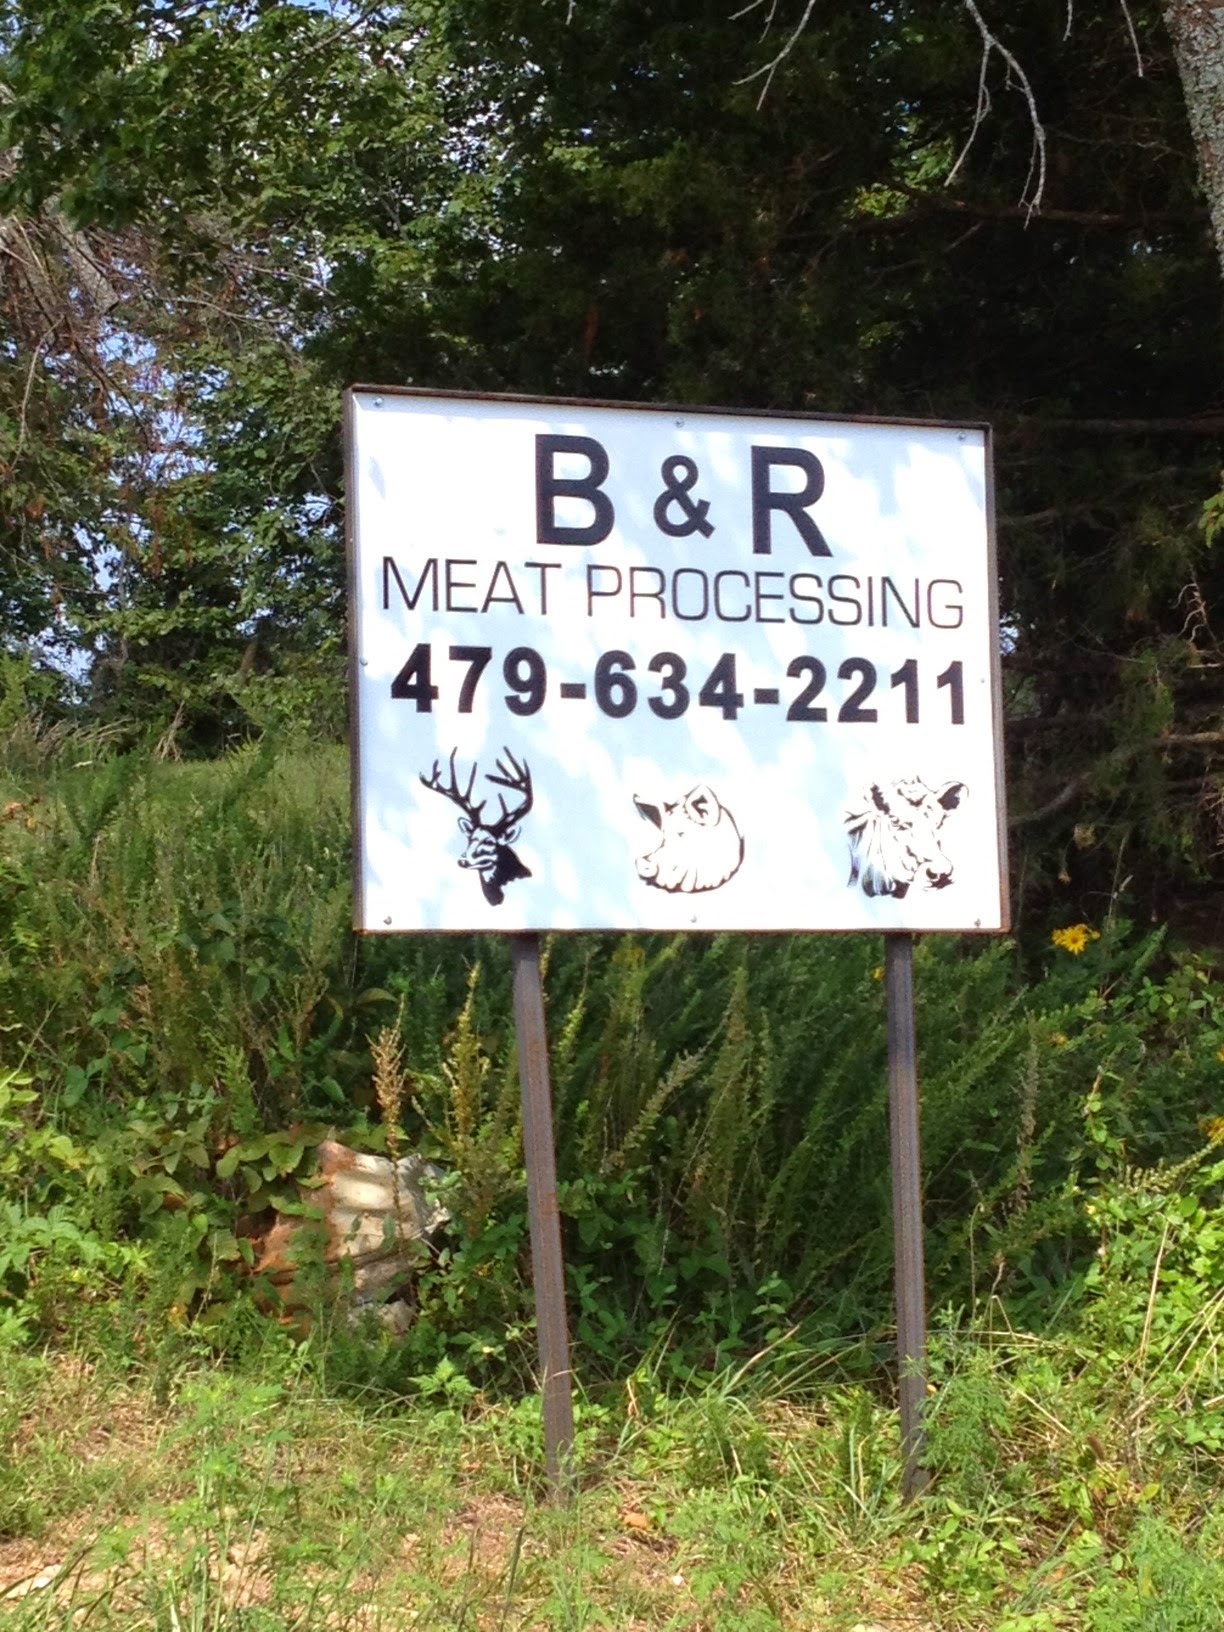 B & R
MEAT PROCESSING
479-634-2211